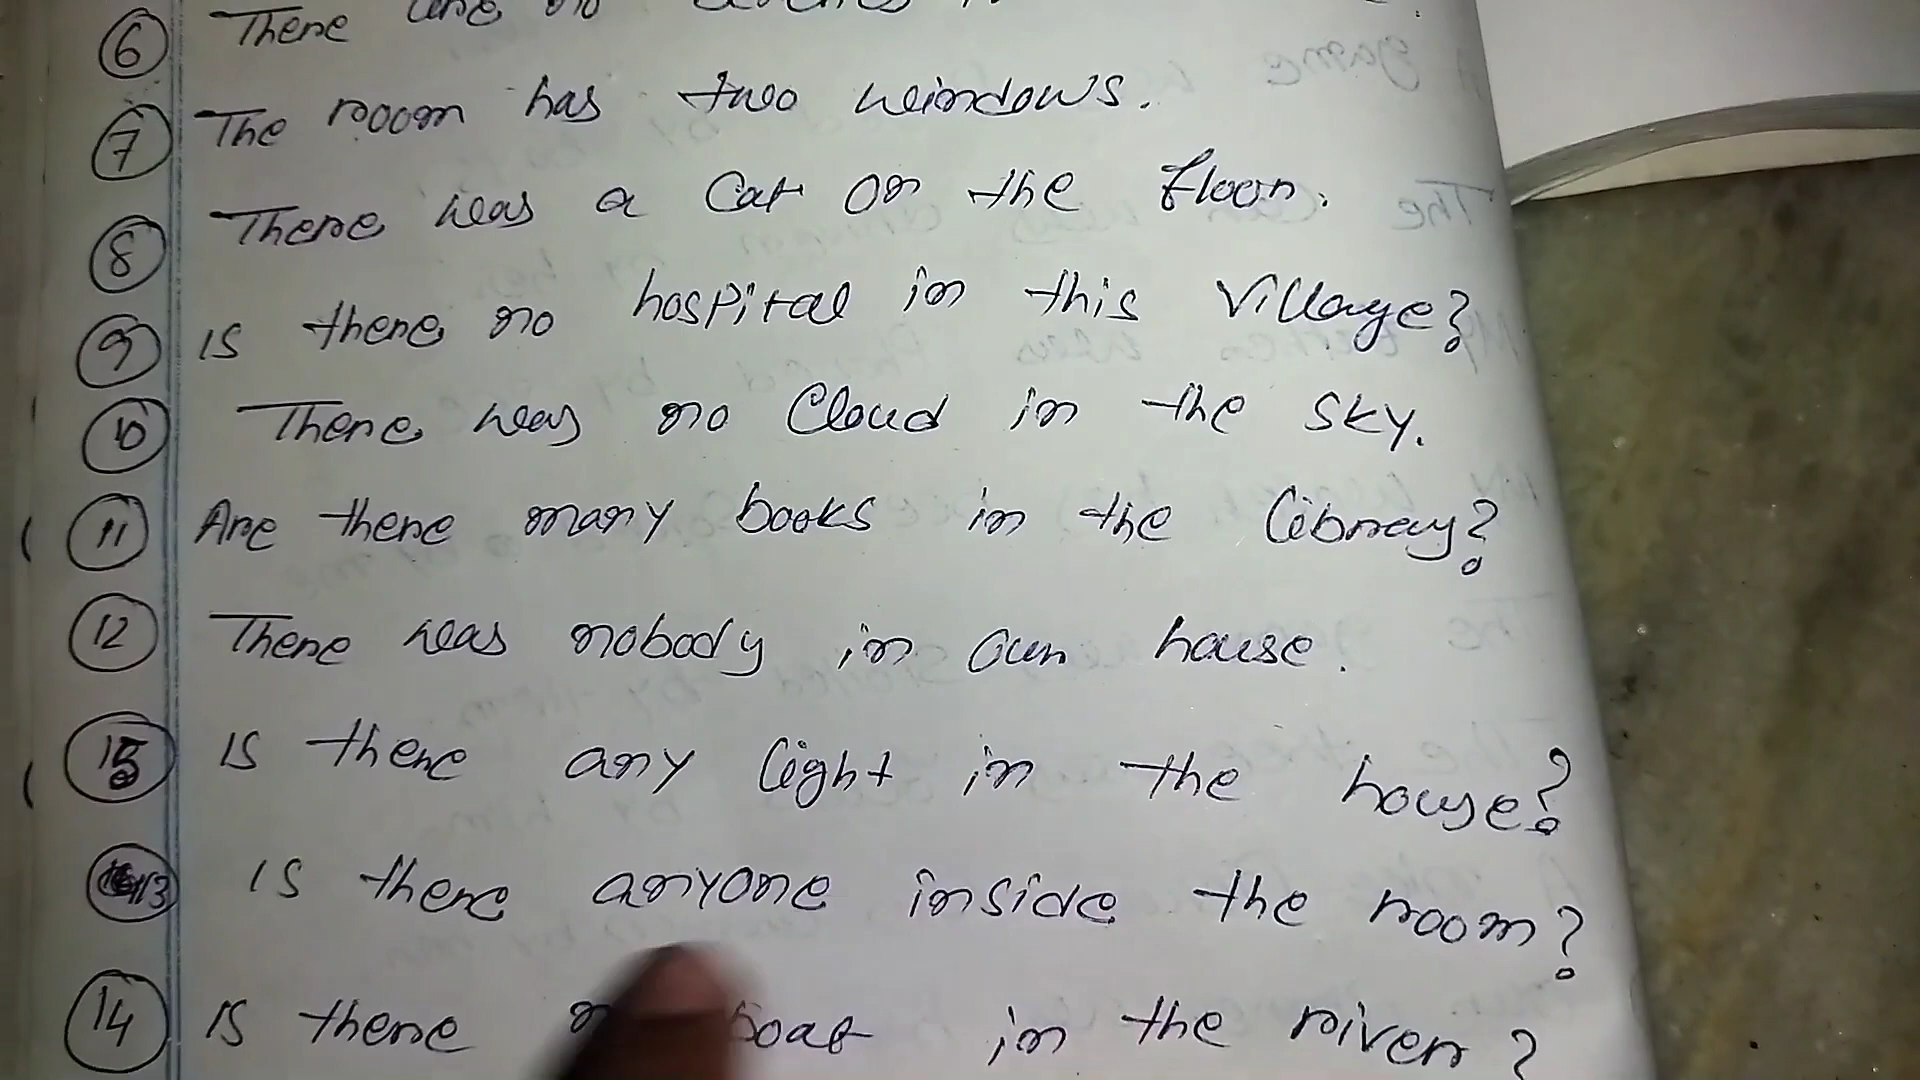 6 There are no
7 The room has two windows.
8 There was a Cat on the floor.
9 is there no hospital in this Village?
10 There was no Cloud in the sky.
11 Are there many books in the library?
12 There was nobody in our house.
15 is there any light in the house?
13 is there anyone inside the room?
14 is there boat in the river?